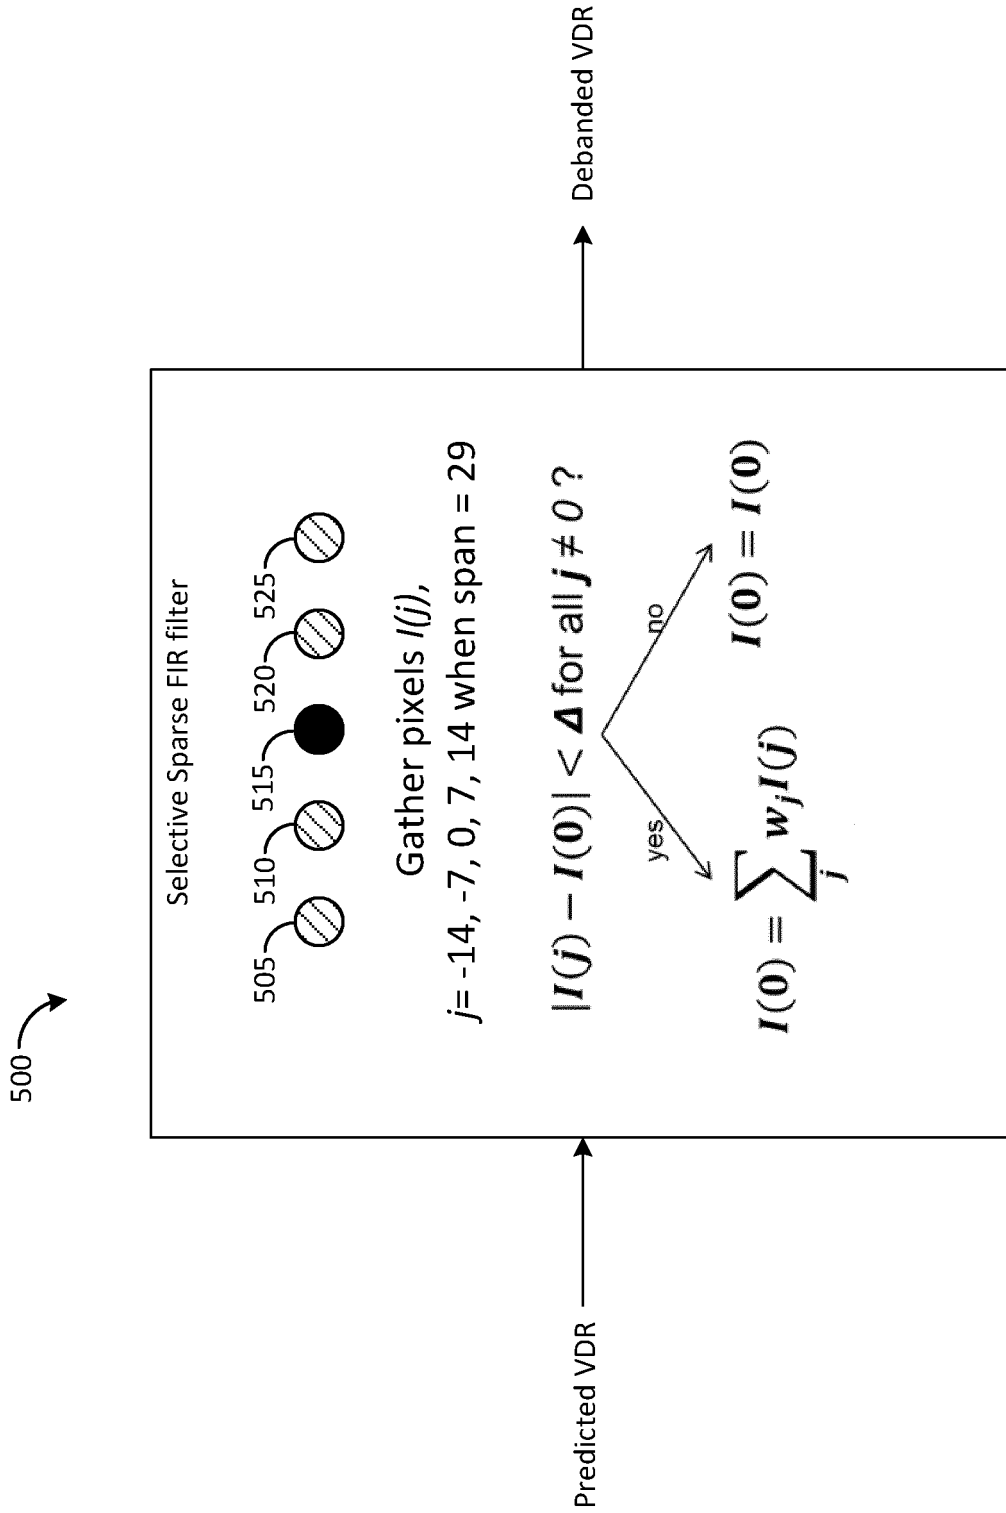 500
Selective Sparse FIR filter
505 510 515 520 525
Gather pixels I(j),
j= -14, -7, 0, 7, 14 when span = 29
|I(j) − I(0)| < Δ for all j ≠ 0 ?
yes no
I(0) = ∑_j w_j I(j)
I(0) = I(0)
Predicted VDR
Debanded VDR